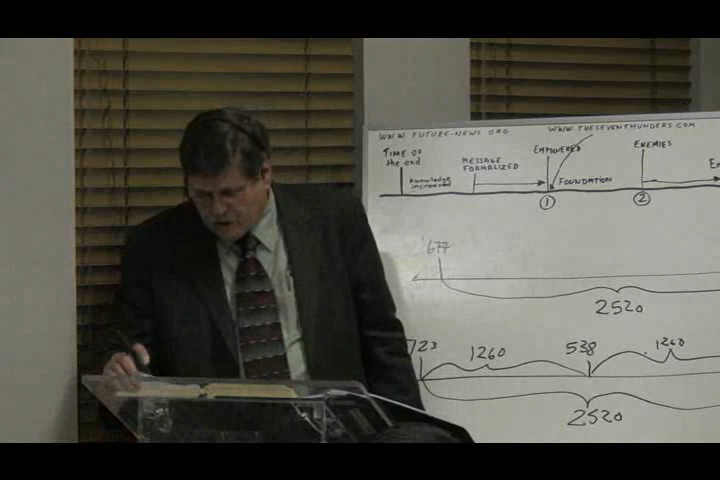 WWW. FUTURE-NEWS. ORG
WWW. THESEVENTHUNDERS.COM
TIME OF the end
MESSAGE FORMALIZED
EMPOWERED
ENEMIES
Knowledge increased
FOUNDATION
1
2
677
2520
723
1260
538
1260
2520